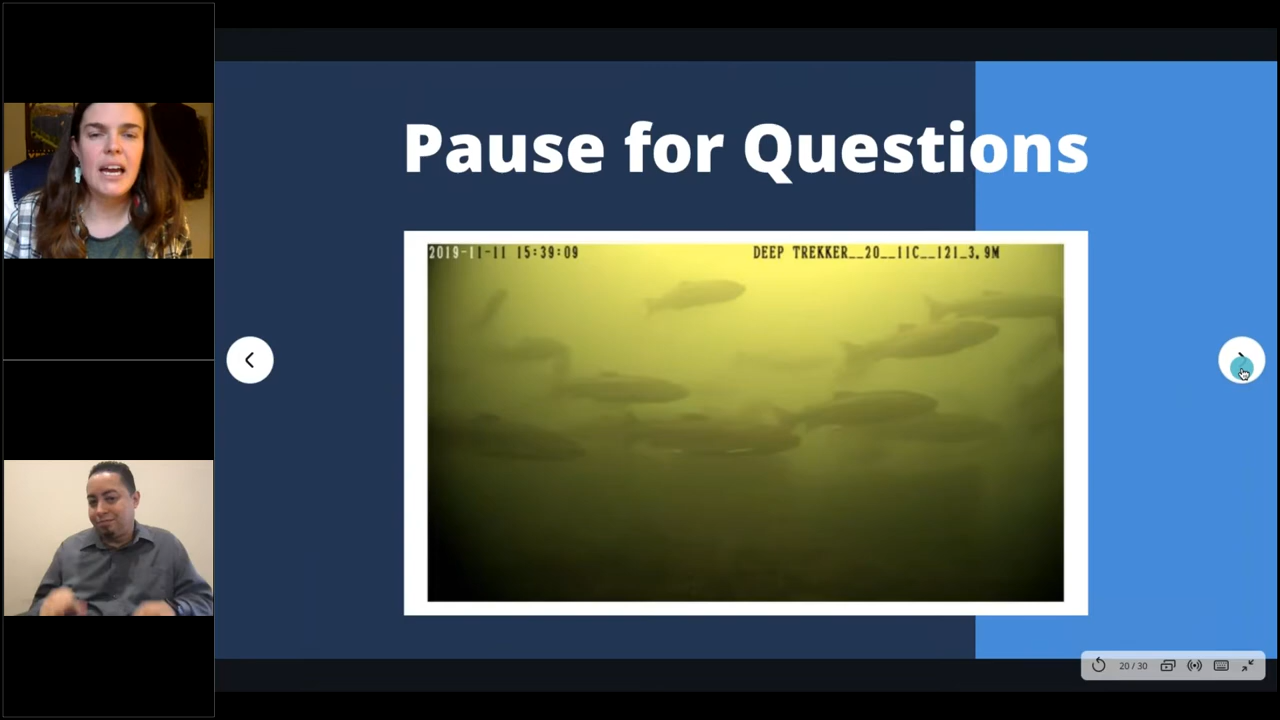 Pause for Questions
2019-11-11 15:39:09
DEEP TREKKER__20__11C__121_3.9M
20 / 30